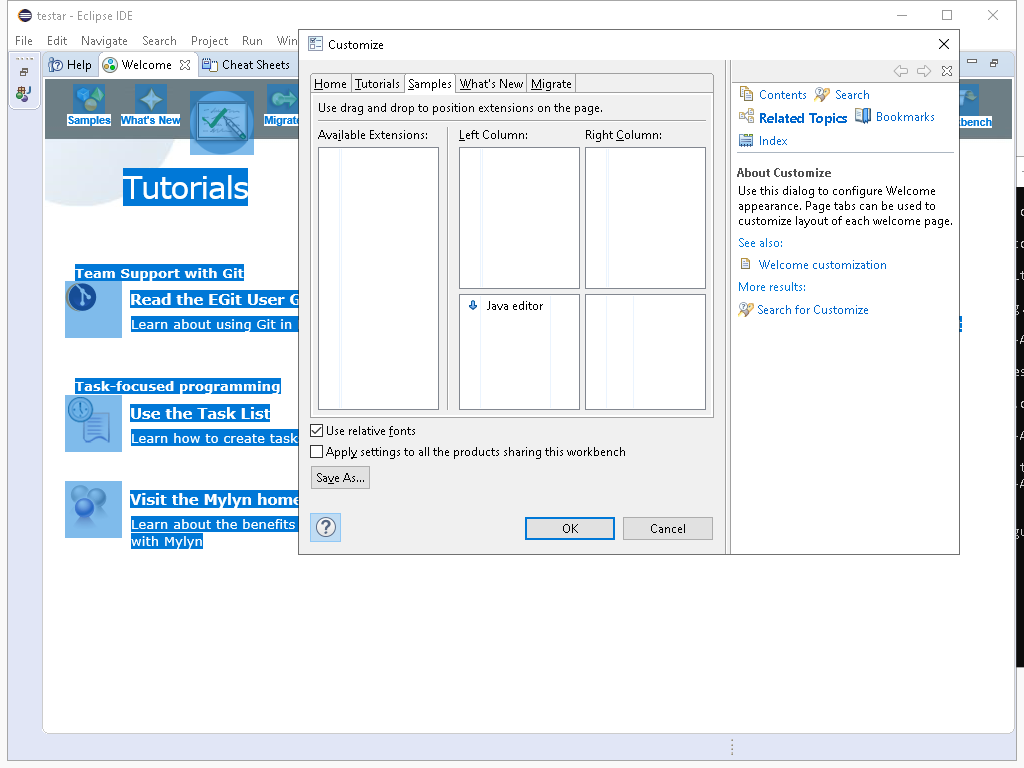 testar - Eclipse IDE
File Edit Navigate Search Project Run Win
Help Welcome Cheat Sheets
Samples What's New Migrate
Tutorials
Team Support with Git
Read the EGit User G
Learn about using Git in
Task-focused programming
Use the Task List
Learn how to create task
Visit the Mylyn home
Learn about the benefits
with Mylyn
Customize
Home Tutorials Samples What's New Migrate
Use drag and drop to position extensions on the page.
Available Extensions: Left Column: Right Column:
Java editor
Use relative fonts
Apply settings to all the products sharing this workbench
Save As...
?
OK Cancel
Contents Search
Related Topics Bookmarks
Index
About Customize
Use this dialog to configure Welcome
appearance. Page tabs can be used to
customize layout of each welcome page.
See also:
Welcome customization
More results:
Search for Customize
bench